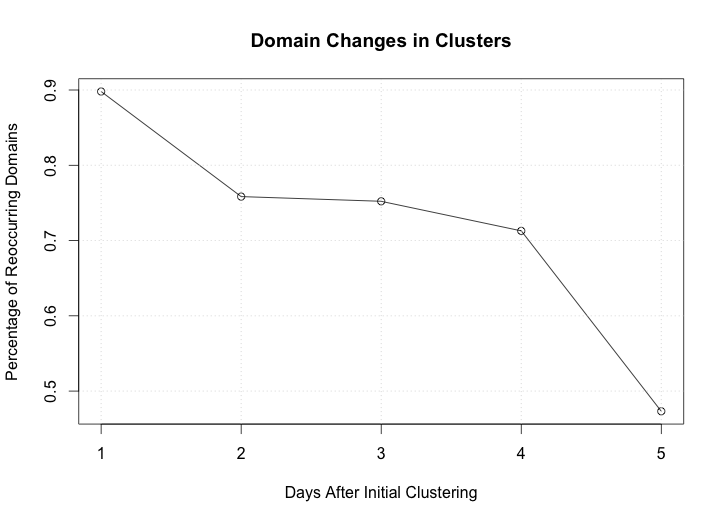 Domain Changes in Clusters
Percentage of Reoccurring Domains
0.9
0.8
0.7
0.6
0.5
1 2 3 4 5
Days After Initial Clustering